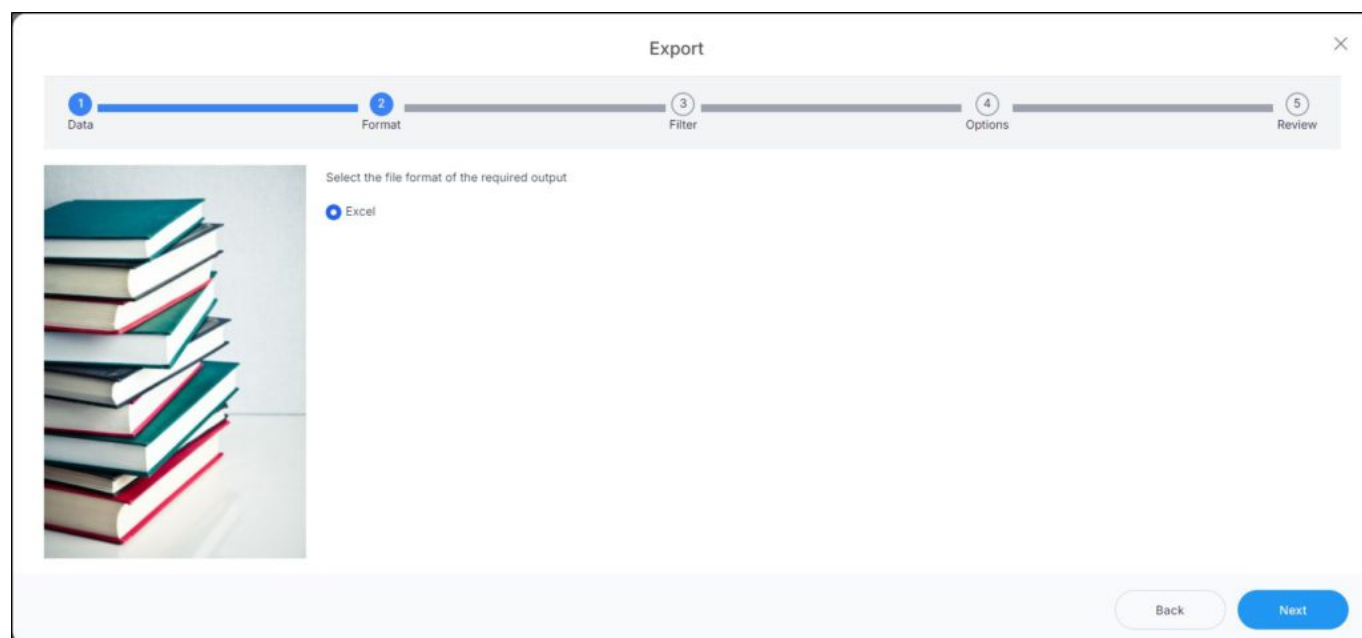 Export
1
2
3
4
5
Data
Format
Filter
Options
Review
Select the file format of the required output
Excel
Back
Next